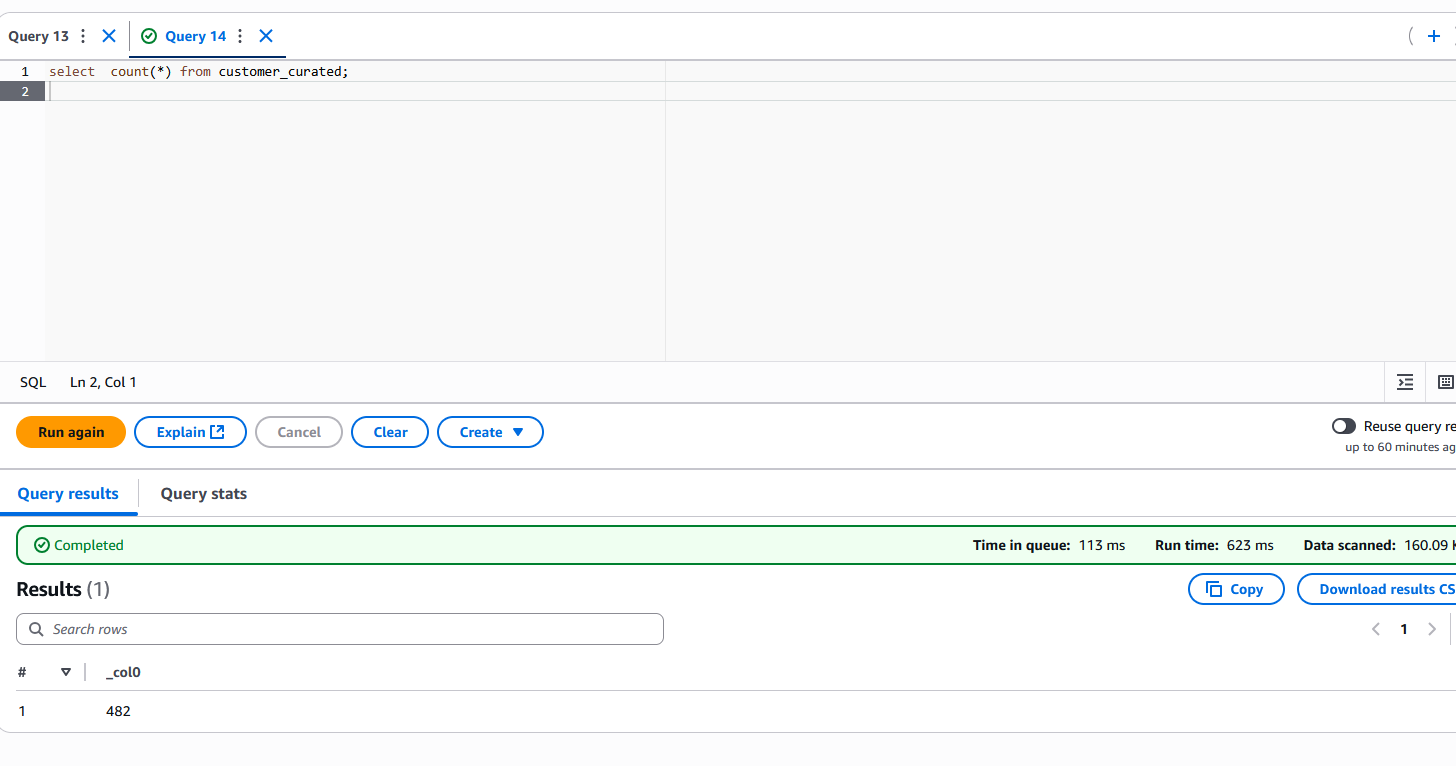 Query 13 Query 14
1 select  count(*) from customer_curated;
2
SQL Ln 2, Col 1
Run again Explain Cancel Clear Create Reuse query re
up to 60 minutes ag
Query results Query stats
Completed Time in queue: 113 ms Run time: 623 ms Data scanned: 160.09 K
Results (1) Copy Download results CS
Search rows 1
# _col0
1 482